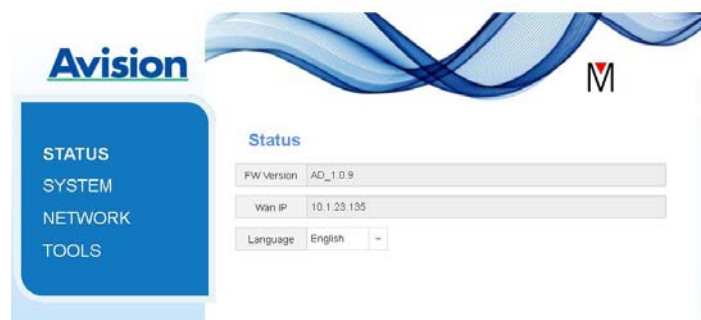 Avision
M
STATUS
SYSTEM
NETWORK
TOOLS
Status
FW Version AD_1.0.9
Wan IP 10.1.23.135
Language English